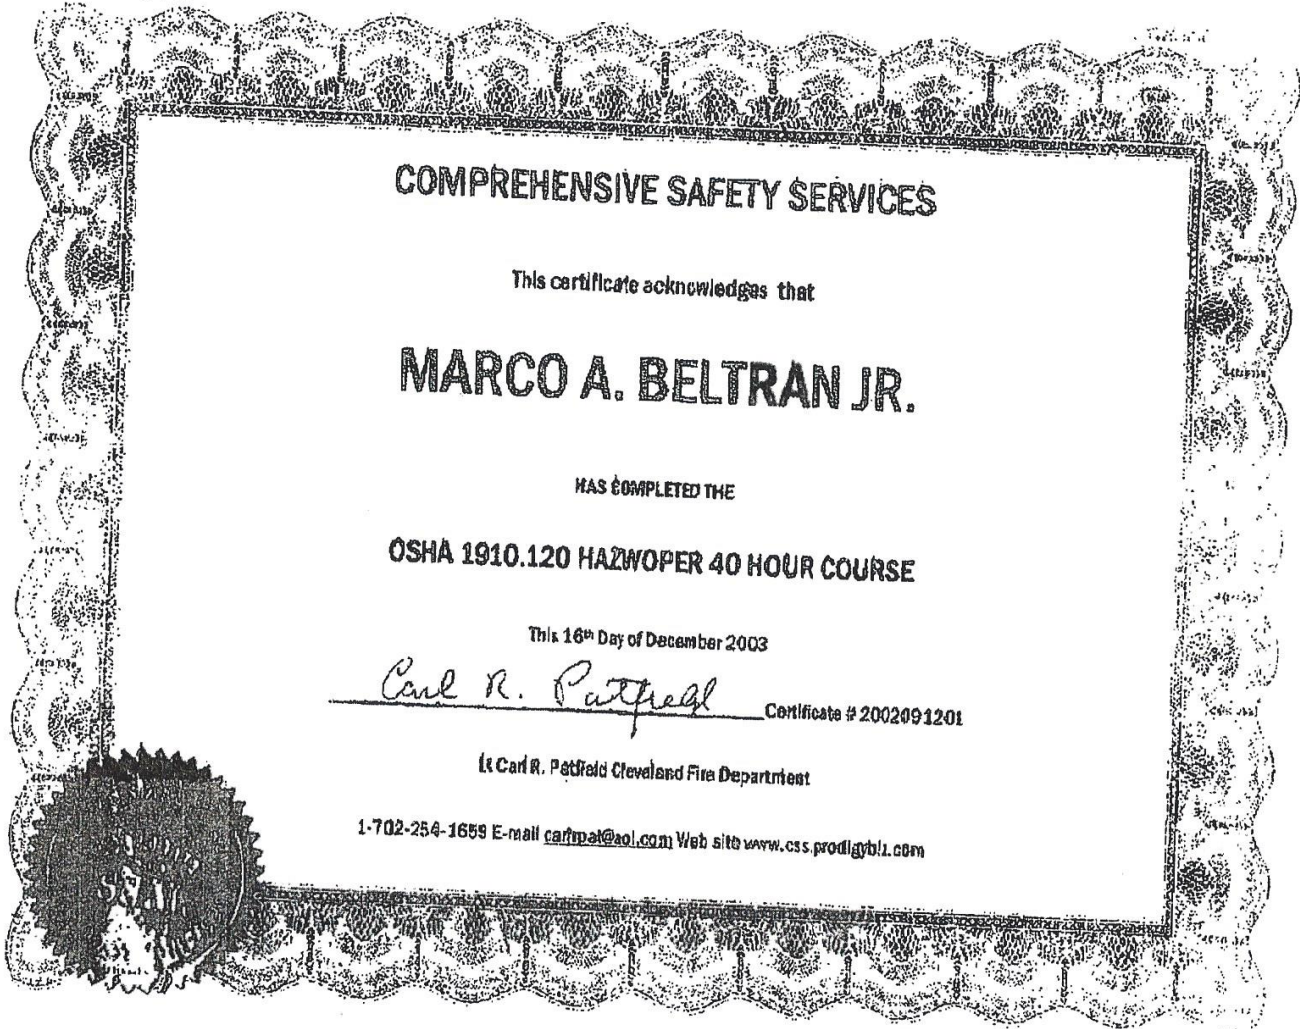 COMPREHENSIVE SAFETY SERVICES
This certificate acknowledges that
MARCO A. BELTRAN JR.
HAS COMPLETED THE
OSHA 1910.120 HAZWOPER 40 HOUR COURSE
This 16th Day of December 2003
Carl R. Patfield
Certificate # 2002091201
Lt Carl R. Patfield Cleveland Fire Department
1-702-254-1659 E-mail carlrpat@aol.com Web site www.css.prodigybiz.com